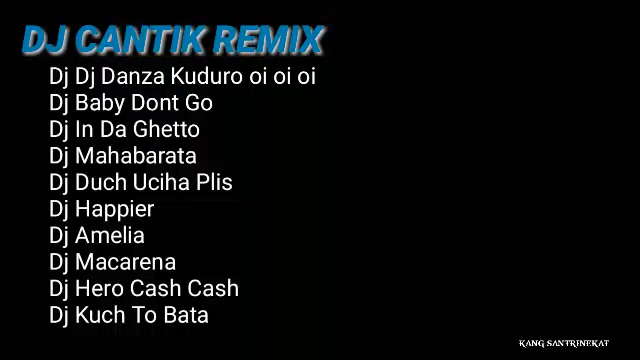 DJ CANTIK REMIX
Dj Dj Danza Kuduro oi oi oi
Dj Baby Dont Go
Dj In Da Ghetto
Dj Mahabarata
Dj Duch Uciha Plis
Dj Happier
Dj Amelia
Dj Macarena
Dj Hero Cash Cash
Dj Kuch To Bata
KANG SANTRINEKAT